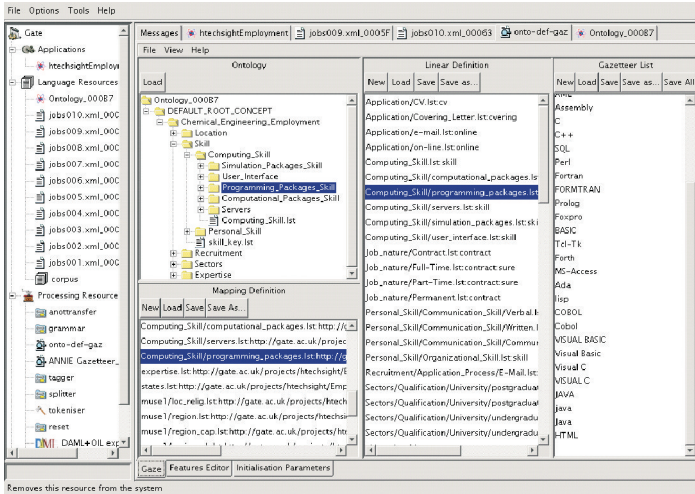 File Options Tools Help
Gate
Applications
htechsightEmploy
Language Resources
Ontology_000B7
jobs010.xml_00C
jobs009.xml_00C
jobs008.xml_00C
jobs007.xml_00C
jobs006.xml_00C
jobs005.xml_00C
jobs004.xml_00C
jobs003.xml_00C
jobs002.xml_00C
jobs001.xml_00C
corpus
Processing Resource
anottransfer
grammar
onto-def-gaz
ANNIE Gazetteer_
tagger
splitter
tokeniser
reset
DAML+OIL exp
Messages htechsightEmployment jobs009.xml_0005F jobs010.xml_00063 onto-def-gaz Ontology_000B7
File View Help
Ontology
Load
Ontology_000B7
DEFAULT_ROOT_CONCEPT
Chemical_Engineering_Employment
Location
Skill
Computing_Skill
Simulation_Packages_Skill
User_Interface
Programming_Packages_Skill
Computational_Packages_Skill
Servers
Computing_Skill.lst
Personal_Skill
skill_key.lst
Recruitment
Sectors
Expertise
Mapping Definition
New Load Save Save As...
Computing_Skill/computational_packages.lst:http://g
Computing_Skill/servers.lst:http://gate.ac.uk/projec
Computing_Skill/programming_packages.lst:http://g
expertise.lst:http://gate.ac.uk/projects/htechsight/Emp
states.lst:http://gate.ac.uk/projects/htechsight/Emp
muse1/loc_relig.lst:http://gate.ac.uk/projects/htech
muse1/region.lst:http://gate.ac.uk/projects/htechsi
muse1/region_cap.lst:http://gate.ac.uk/projects/ht
Linear Definition
New Load Save Save as...
Application/CV.lst:cv
Application/Covering_Letter.lst:covering
Application/e-mail.lst:online
Application/on-line.lst:online
Computing_Skill.lst:skill
Computing_Skill/computational_packages.ls
Computing_Skill/programming_packages.lst
Computing_Skill/servers.lst:skill
Computing_Skill/simulation_packages.lst:ski
Computing_Skill/user_interface.lst:skill
Job_nature/Contract.lst:contract
Job_nature/Full-Time.lst:contract:sure
Job_nature/Part-Time.lst:contract:sure
Job_nature/Permanent.lst:contract
Personal_Skill/Communication_Skill/Verbal.l
Personal_Skill/Communication_Skill/Written.l
Personal_Skill/Communication_Skill/Commur
Personal_Skill/Organizational_Skill.lst:skill
Recruitment/Application_Process/E-Mail.lst:
Sectors/Qualification/University/postgradua
Sectors/Qualification/University/postgraduat
Sectors/Qualification/University/undergradu
Sectors/Qualification/University/undergradu
Gazetteer List
New Load Save Save as... Save All
AML
Assembly
C
C++
SQL
Perl
Fortran
FORMTRAN
Prolog
Foxpro
BASIC
Tcl-Tk
Forth
MS-Access
Ada
lisp
COBOL
Cobol
VISUAL BASIC
Visual Basic
Visual C
VISUAL C
JAVA
java
Java
HTML
Gaze Features Editor Initialisation Parameters
Removes this resource from the system